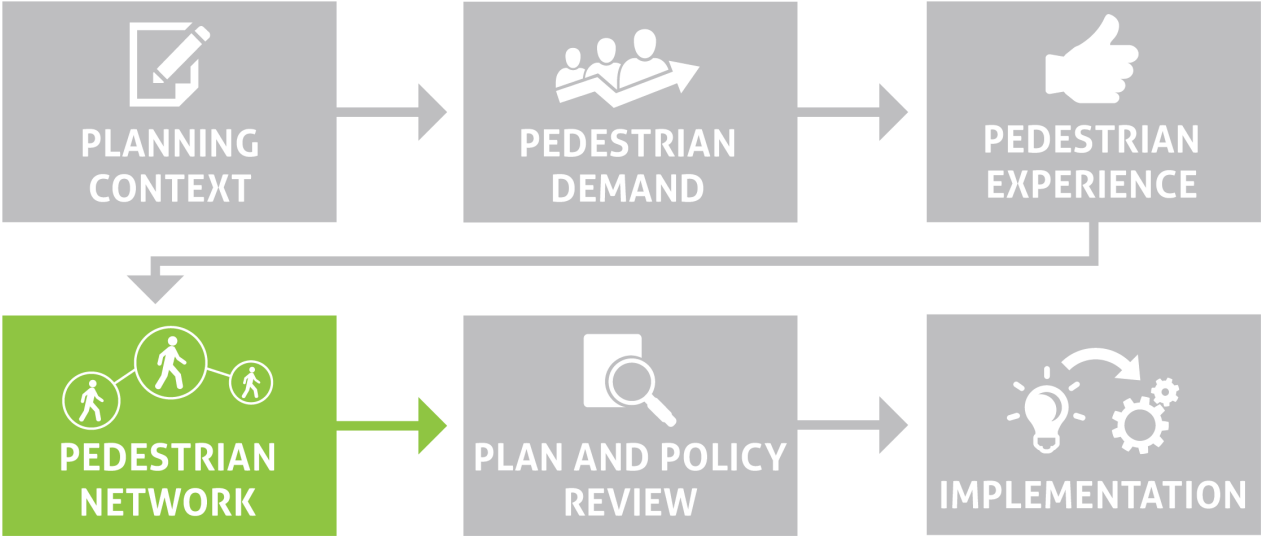 PLANNING
CONTEXT
PEDESTRIAN
DEMAND
PEDESTRIAN
EXPERIENCE
PEDESTRIAN
NETWORK
PLAN AND POLICY
REVIEW
IMPLEMENTATION